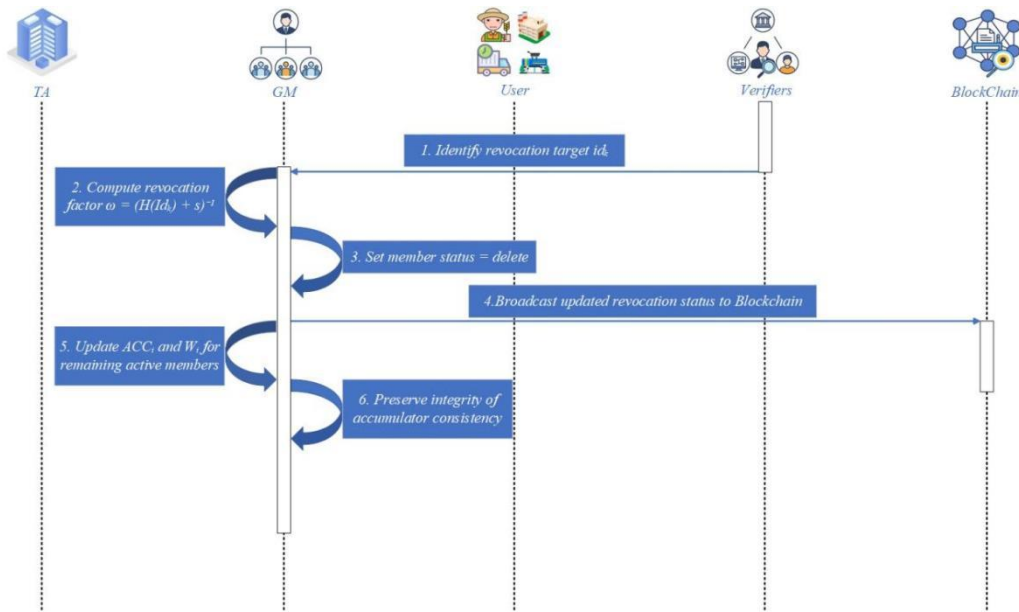 TA
GM
User
Verifiers
BlockChain
1. Identify revocation target idₖ
2. Compute revocation
factor ω = (H(Idₖ) + s)⁻¹
3. Set member status = delete
4.Broadcast updated revocation status to Blockchain
5. Update ACCₜ and Wᵢ for
remaining active members
6. Preserve integrity of
accumulator consistency